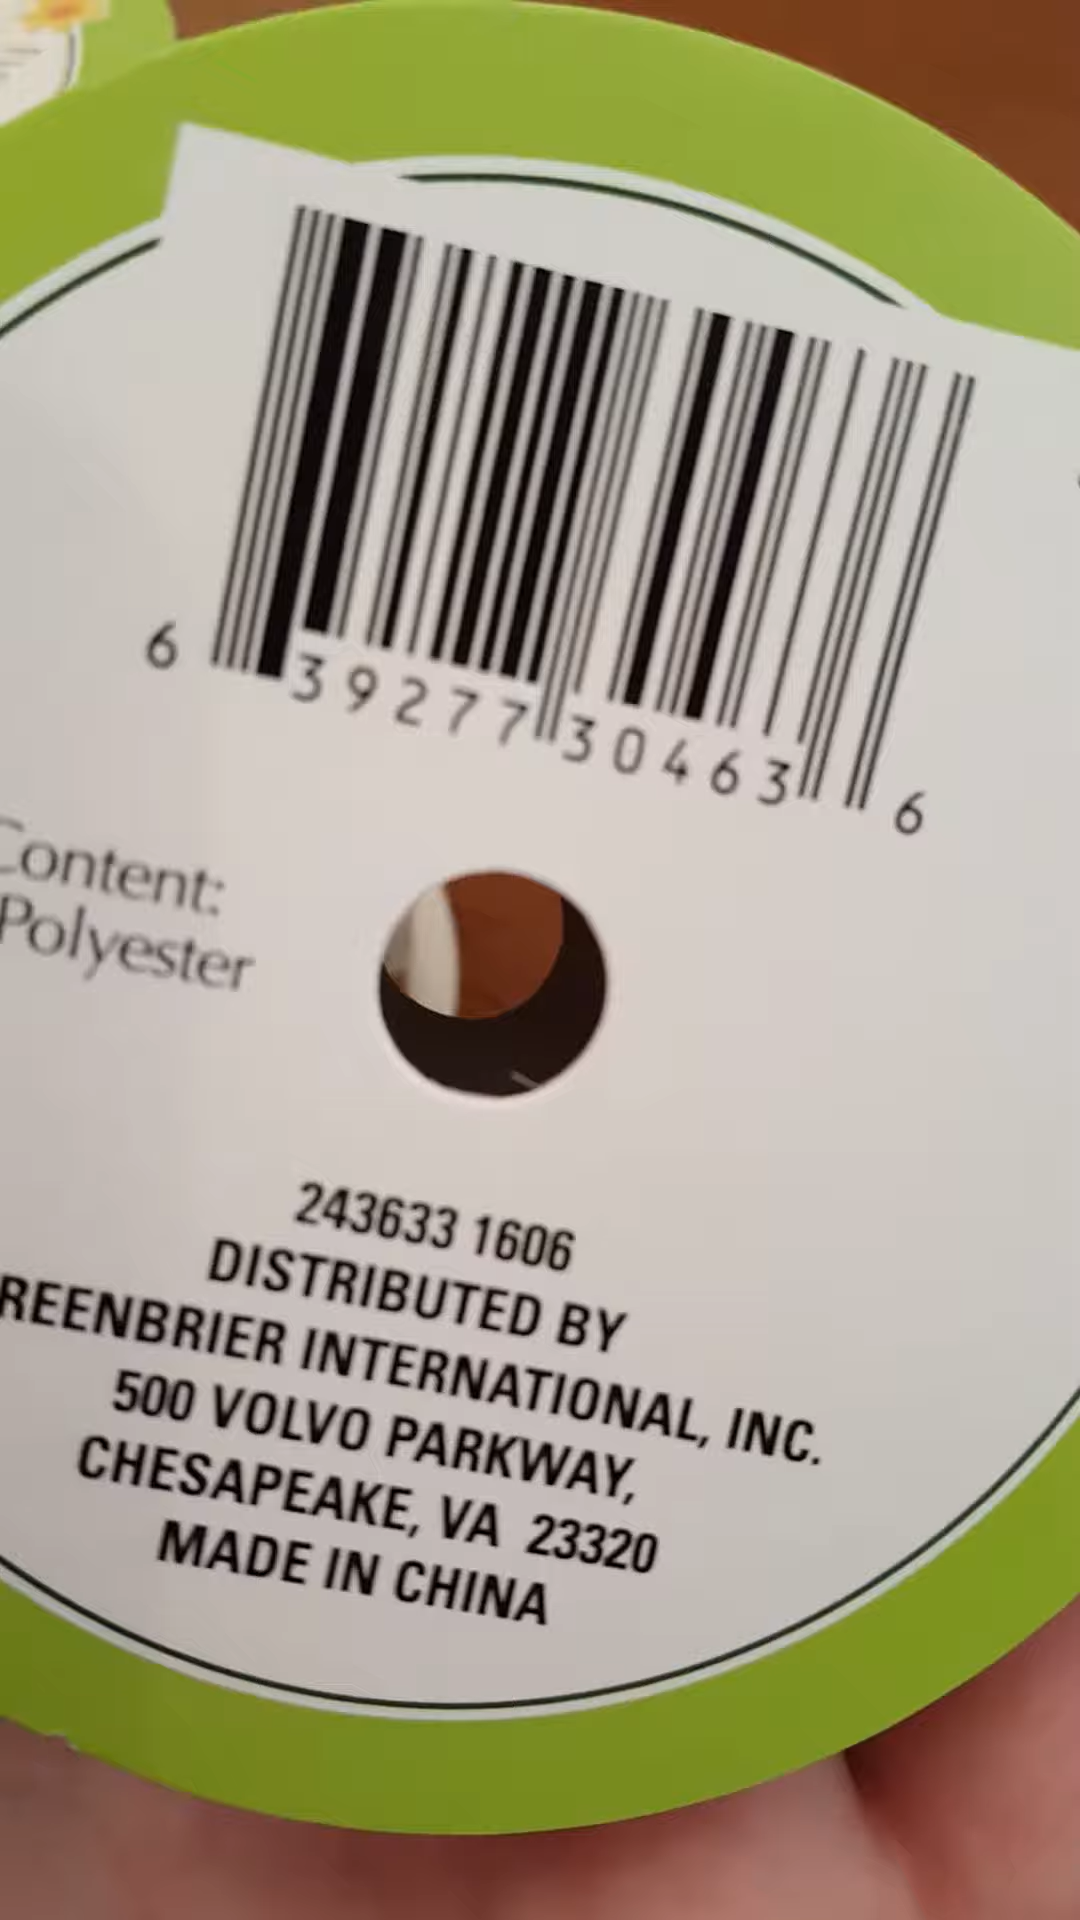 6 39277 30463 6
Content:
Polyester
243633 1606
DISTRIBUTED BY
REENBRIER INTERNATIONAL, INC.
500 VOLVO PARKWAY,
CHESAPEAKE, VA 23320
MADE IN CHINA